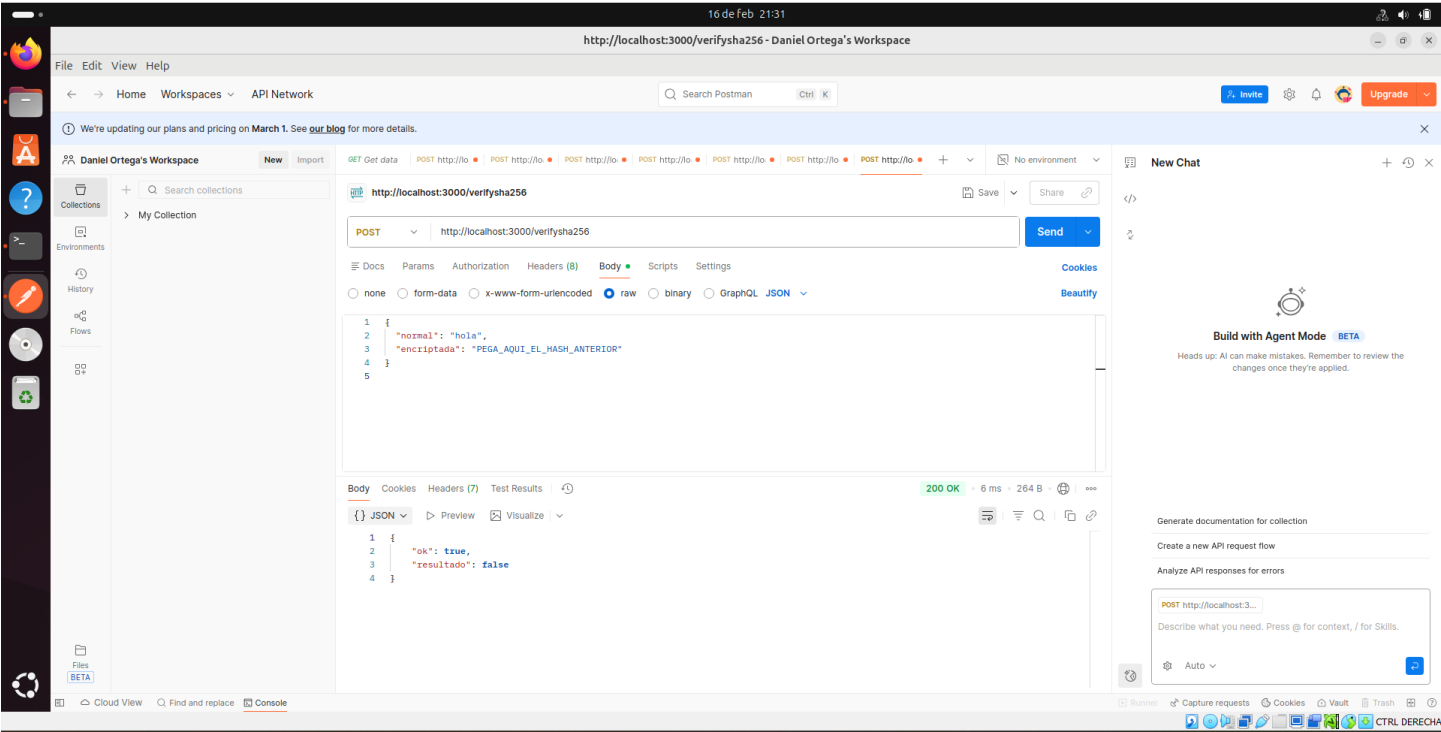 16 de feb 21:31
http://localhost:3000/verifysha256 - Daniel Ortega's Workspace
File Edit View Help
Home Workspaces API Network
Search Postman Ctrl K
Invite
Upgrade
We're updating our plans and pricing on March 1. See our blog for more details.
Daniel Ortega's Workspace New Import
GET Get data POST http://lo POST http://lo POST http://lo POST http://lo POST http://lo POST http://lo POST http://lo No environment
New Chat
Collections
Search collections
My Collection
Environments
History
Flows
http://localhost:3000/verifysha256
Save Share
POST http://localhost:3000/verifysha256 Send
Docs Params Authorization Headers (8) Body Scripts Settings Cookies
none form-data x-www-form-urlencoded raw binary GraphQL JSON Beautify
1 {
2 "normal": "hola",
3 "encriptada": "PEGA_AQUI_EL_HASH_ANTERIOR"
4 }
5
Body Cookies Headers (7) Test Results 200 OK 6 ms 264 B
{} JSON Preview Visualize
1 {
2 "ok": true,
3 "resultado": false
4 }
Build with Agent Mode BETA
Heads up: AI can make mistakes. Remember to review the
changes once they're applied.
Generate documentation for collection
Create a new API request flow
Analyze API responses for errors
POST http://localhost:3...
Describe what you need. Press @ for context, / for Skills.
Auto
Files
BETA
Cloud View Find and replace Console
Runner Capture requests Cookies Vault Trash
CTRL DERECHA